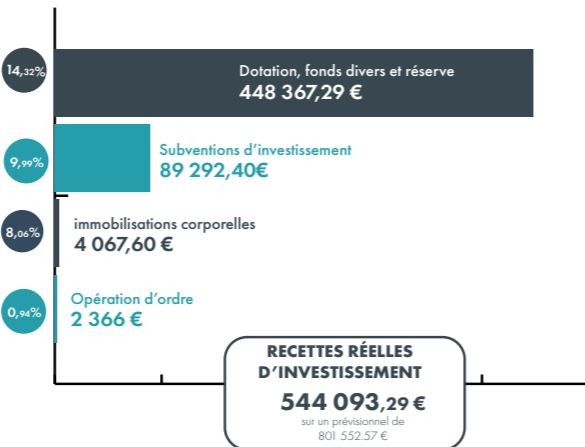 14,32%
Dotation, fonds divers et réserve
448 367,29 €
9,99%
Subventions d’investissement
89 292,40€
8,06%
immobilisations corporelles
4 067,60 €
0,94%
Opération d’ordre
2 366 €
RECETTES RÉELLES
D’INVESTISSEMENT
544 093,29 €
sur un prévisionnel de
801 552.57 €